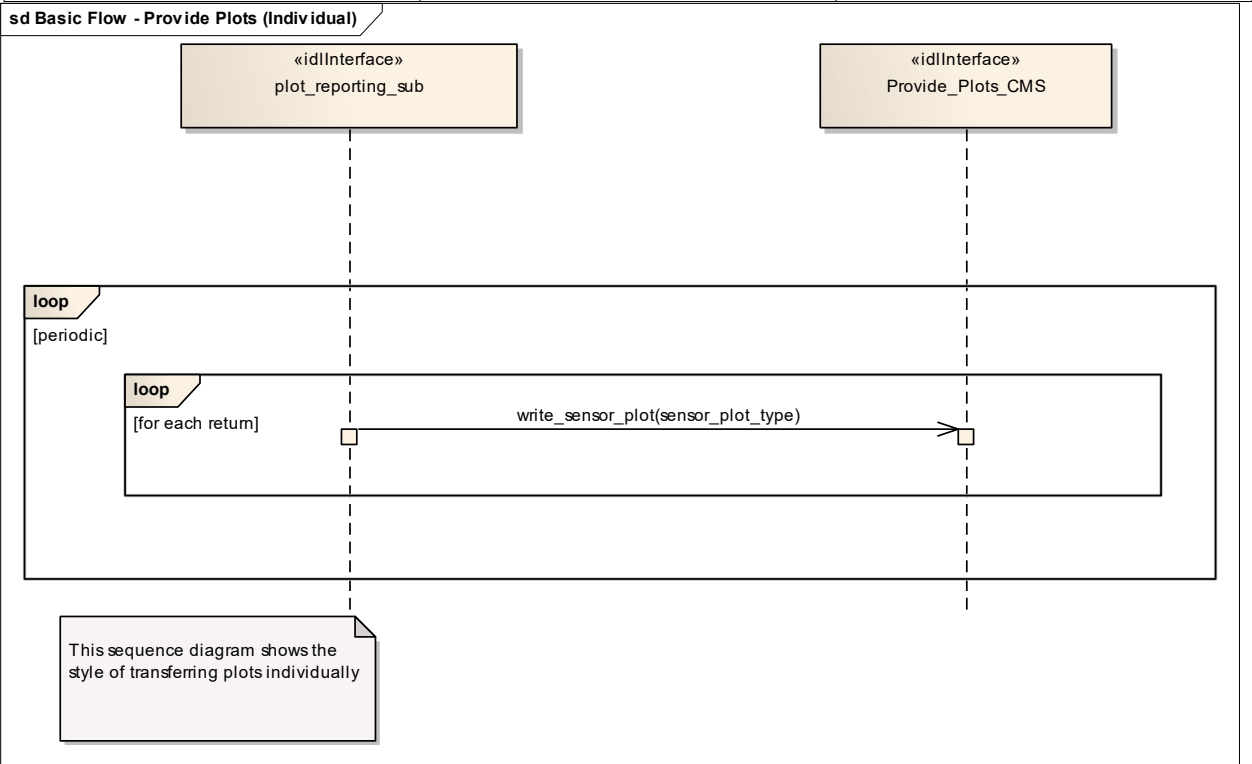 sd Basic Flow - Provide Plots (Individual)
«idlInterface»
plot_reporting_sub
«idlInterface»
Provide_Plots_CMS
loop
[periodic]
loop
[for each return]
write_sensor_plot(sensor_plot_type)
This sequence diagram shows the
style of transferring plots individually